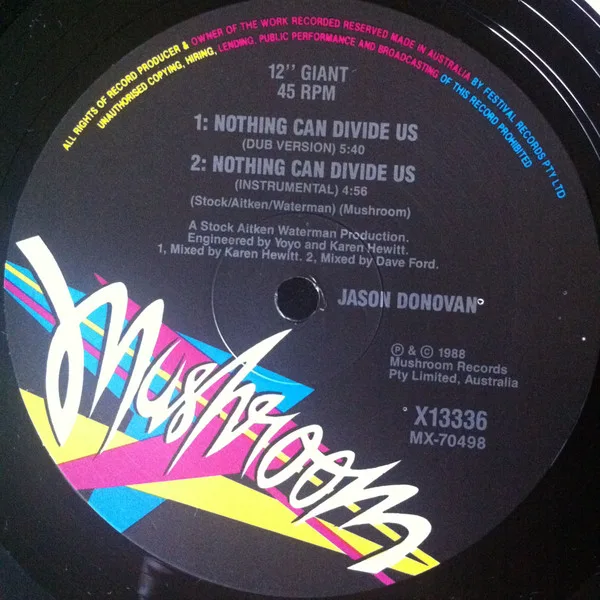 ALL RIGHTS OF RECORD PRODUCER & OWNER OF THE WORK RECORDED RESERVED MADE IN AUSTRALIA BY FESTIVAL RECORDS PTY LTD
UNAUTHORISED COPYING, HIRING, LENDING, PUBLIC PERFORMANCE AND BROADCASTING OF THIS RECORD PROHIBITED
12'' GIANT
45 RPM
1: NOTHING CAN DIVIDE US
(DUB VERSION) 5:40
2: NOTHING CAN DIVIDE US
(INSTRUMENTAL) 4:56
(Stock/Aitken/Waterman) (Mushroom)
A Stock Aitken Waterman Production.
Engineered by Yoyo and Karen Hewitt.
1, Mixed by Karen Hewitt. 2, Mixed by Dave Ford.
JASON DONOVAN
Ⓟ & © 1988
Mushroom Records
Pty Limited, Australia
X13336
MX-70498
Mushroom